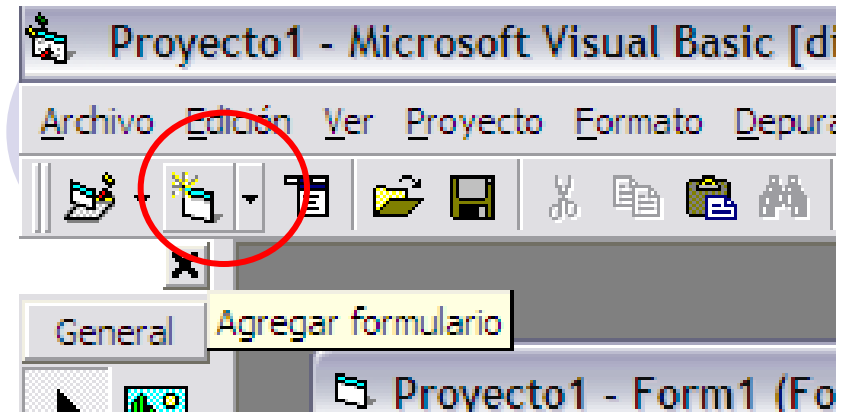 Proyecto1 - Microsoft Visual Basic [di
Archivo Edición Ver Proyecto Formato Depura
Agregar formulario
General
Proyecto1 - Form1 (Fo